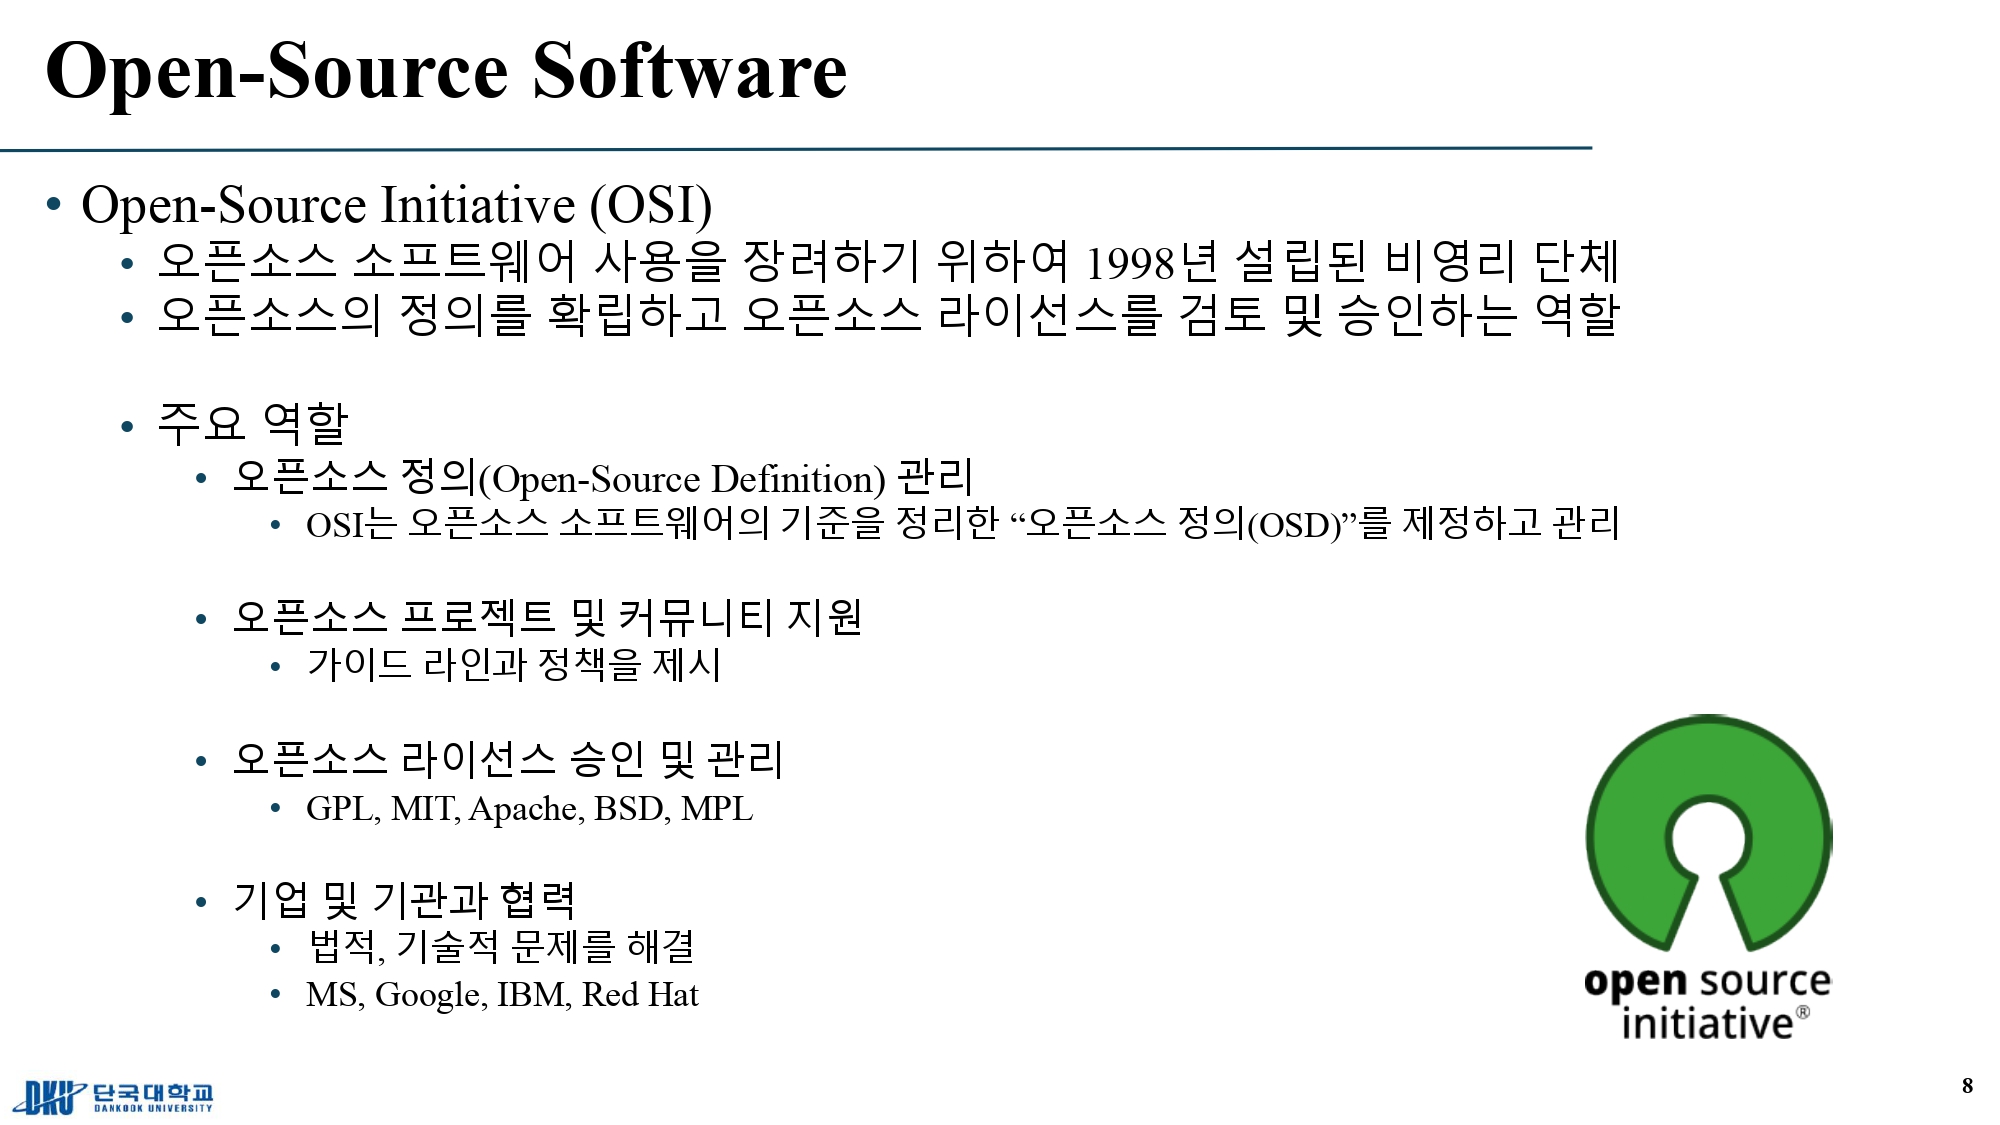 Open-Source Software
• Open-Source Initiative (OSI)
• 오픈소스 소프트웨어 사용을 장려하기 위하여 1998년 설립된 비영리 단체
• 오픈소스의 정의를 확립하고 오픈소스 라이선스를 검토 및 승인하는 역할
• 주요 역할
• 오픈소스 정의(Open-Source Definition) 관리
• OSI는 오픈소스 소프트웨어의 기준을 정리한 “오픈소스 정의(OSD)”를 제정하고 관리
• 오픈소스 프로젝트 및 커뮤니티 지원
• 가이드 라인과 정책을 제시
• 오픈소스 라이선스 승인 및 관리
• GPL, MIT, Apache, BSD, MPL
• 기업 및 기관과 협력
• 법적, 기술적 문제를 해결
• MS, Google, IBM, Red Hat
open source
initiative®
DKU 단국대학교
DANKOOK UNIVERSITY
8